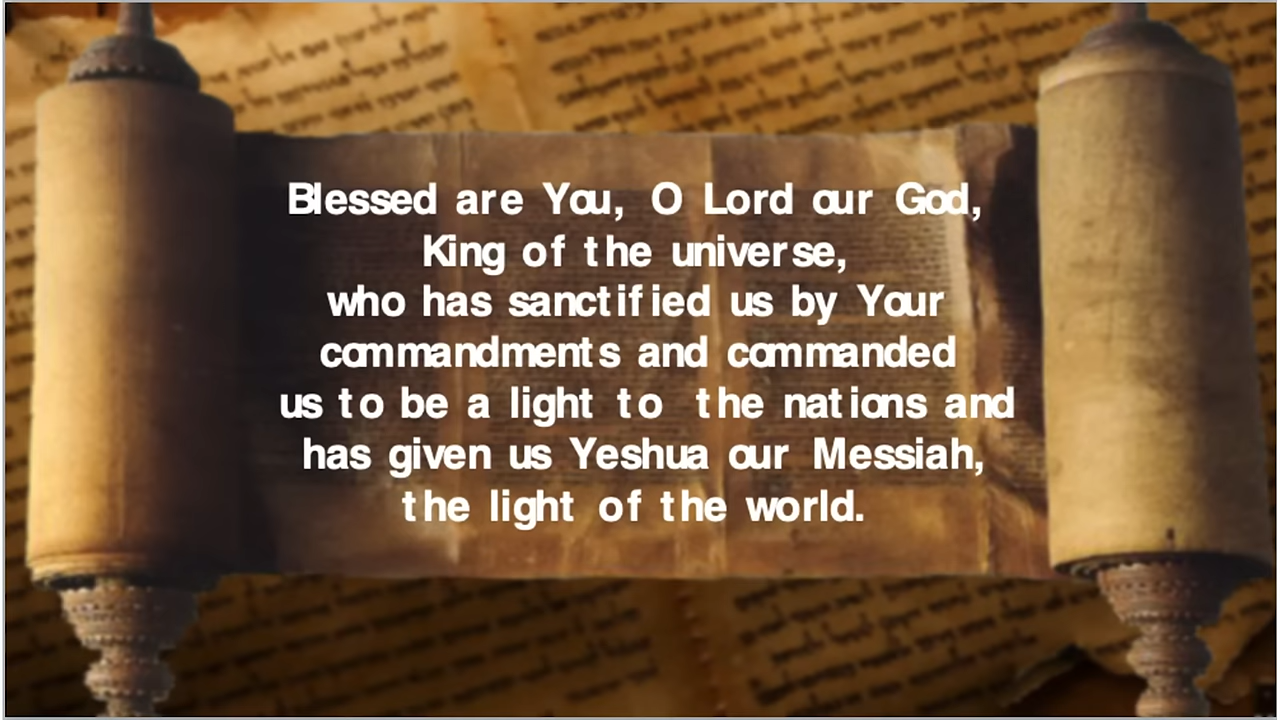 Blessed are You, O Lord our God,
King of the universe,
who has sanctified us by Your
commandments and commanded
us to be a light to the nations and
has given us Yeshua our Messiah,
the light of the world.